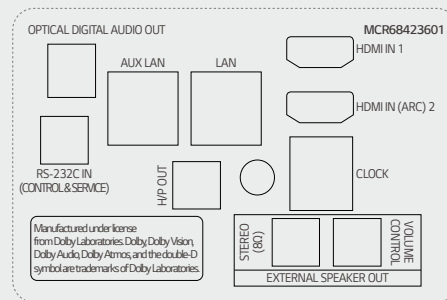 OPTICAL DIGITAL AUDIO OUT
MCR68423601
HDMI IN 1
AUX LAN
LAN
HDMI IN (ARC) 2
RS-232C IN
(CONTROL & SERVICE)
H/P OUT
CLOCK
Manufactured under license
from Dolby Laboratories. Dolby, Dolby Vision,
Dolby Audio, Dolby Atmos, and the double-D
symbol are trademarks of Dolby Laboratories.
STEREO
(8Ω)
VOLUME
CONTROL
EXTERNAL SPEAKER OUT